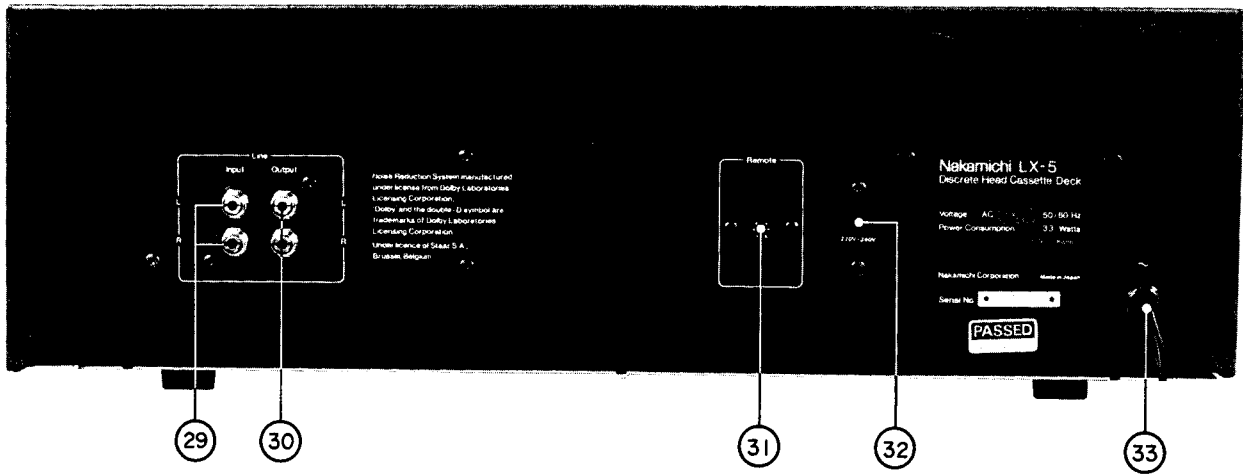 Line
Input Output
L L
R R
Noise Reduction System manufactured
under license from Dolby Laboratories
Licensing Corporation.
'Dolby' and the double-D symbol are
trademarks of Dolby Laboratories
Licensing Corporation.
Under licence of Staar S.A.,
Brussels, Belgium
Remote
220V-240V
Nakamichi LX-5
Discrete Head Cassette Deck
Voltage AC 50-60 Hz
Power Consumption 33 Watts
Nakamichi Corporation Made in Japan
Serial No.
PASSED
29 30 31 32 33